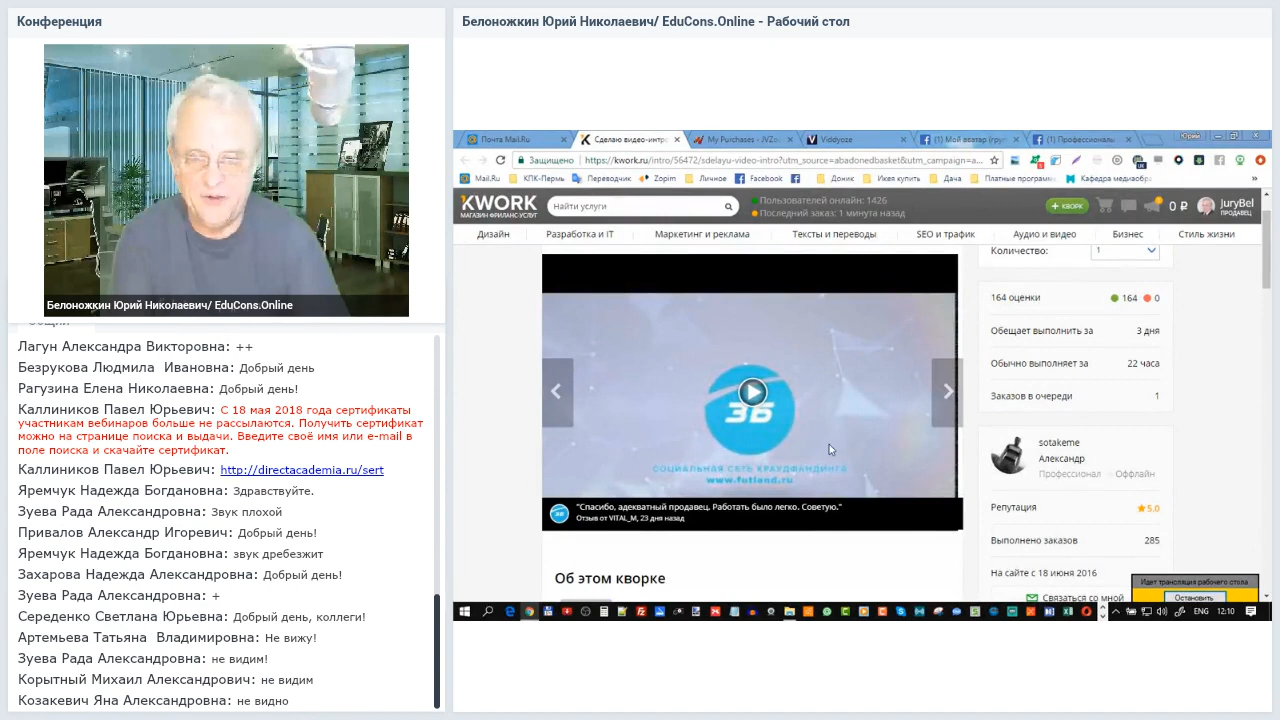 Конференция
Белоножкин Юрий Николаевич/ EduCons.Online
Лагун Александра Викторовна: ++
Безрукова Людмила Ивановна: Добрый день
Рагузина Елена Николаевна: Добрый день!
Каллиников Павел Юрьевич: С 18 мая 2018 года сертификаты
участникам вебинаров больше не рассылаются. Получить сертификат
можно на странице поиска и выдачи. Введите своё имя или e-mail в
поле поиска и скачайте сертификат.
Каллиников Павел Юрьевич: http://directacademia.ru/sert
Яремчук Надежда Богдановна: Здравствуйте.
Зуева Рада Александровна: Звук плохой
Привалов Александр Игоревич: Добрый день!
Яремчук Надежда Богдановна: звук дребезжит
Захарова Надежда Александровна: Добрый день!
Зуева Рада Александровна: +
Середенко Светлана Юрьевна: Добрый день, коллеги!
Артемьева Татьяна Владимировна: Не вижу!
Зуева Рада Александровна: не видим!
Корытный Михаил Александрович: не видим
Козакевич Яна Александровна: не видно
Белоножкин Юрий Николаевич/ EduCons.Online - Рабочий стол
Почта Mail.Ru
Сделаю видео-интро
My Purchases - JVZo
Viddyoze
(1) Мой аватар (груп
(1) Профессиональн
Юрий
Защищено
https://kwork.ru/intro/56472/sdelayu-video-intro?utm_source=abadonedbasket&utm_campaign=a...
Mail.Ru
КПК-Пермь
Переводчик
Zopim
Личное
Facebook
Доник
Икея купить
Дача
Платные програм
Кафедра медиаобр
KWORK
МАГАЗИН ФРИЛАНС-УСЛУГ
Найти услуги
Пользователей онлайн: 1426
Последний заказ: 1 минута назад
+ КВОРК
0 ₽
JuryBel
ПРОДАВЕЦ
Дизайн
Разработка и IT
Маркетинг и реклама
Тексты и переводы
SEO и трафик
Аудио и видео
Бизнес
Стиль жизни
Количество:
1
ЗБ
СОЦИАЛЬНАЯ СЕТЬ КРАУДФАНДИНГА
www.futland.ru
"Спасибо, адекватный продавец. Работать было легко. Советую."
Отзыв от VITAL_M, 23 дня назад
Об этом кворке
164 оценки
164
0
Обещает выполнить за
3 дня
Обычно выполняет за
22 часа
Заказов в очереди
1
sotakeme
Александр
Профессионал
Оффлайн
Репутация
5.0
Выполнено заказов
285
На сайте с 18 июня 2016
Связаться со мной
Идет трансляция рабочего стола
Остановить
ENG
12:10